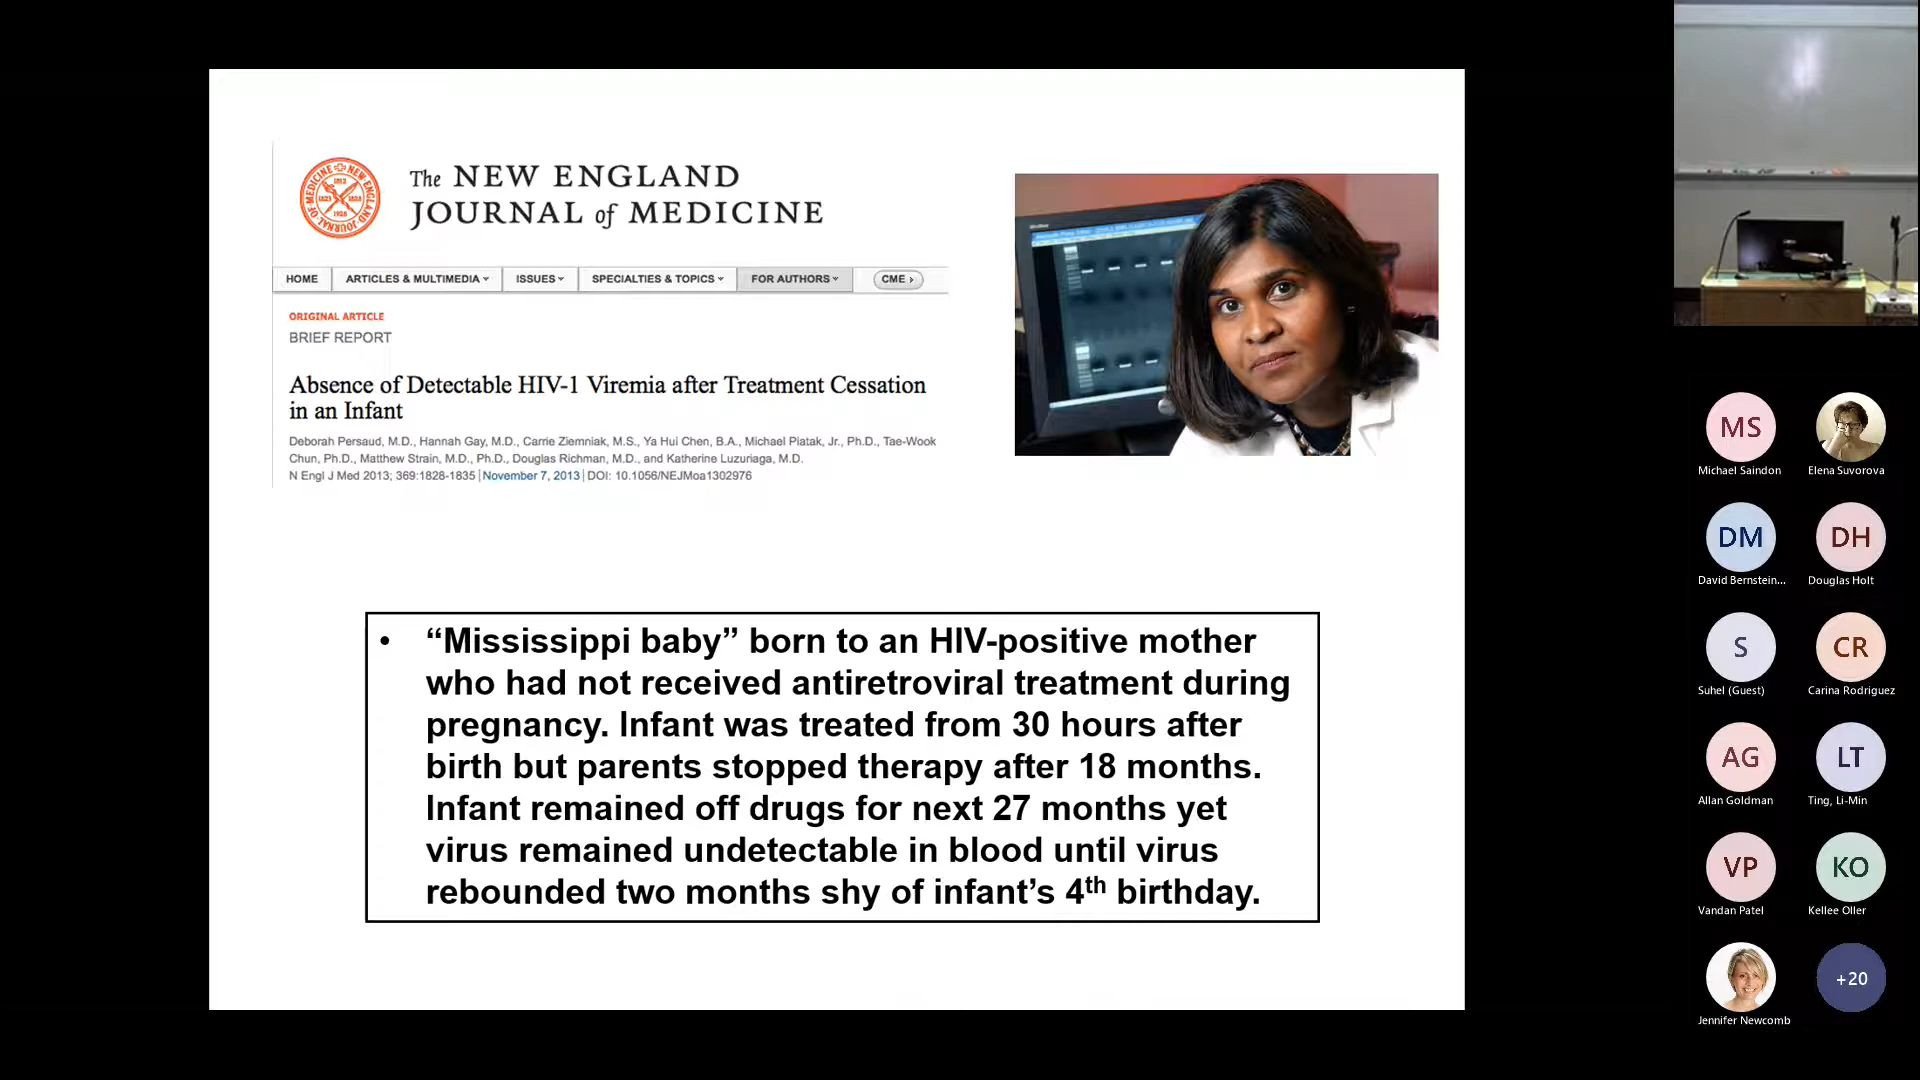 The NEW ENGLAND
JOURNAL of MEDICINE
HOME ARTICLES & MULTIMEDIA ISSUES SPECIALTIES & TOPICS FOR AUTHORS CME
ORIGINAL ARTICLE
BRIEF REPORT
Absence of Detectable HIV-1 Viremia after Treatment Cessation
in an Infant
Deborah Persaud, M.D., Hannah Gay, M.D., Carrie Ziemniak, M.S., Ya Hui Chen, B.A., Michael Piatak, Jr., Ph.D., Tae-Wook
Chun, Ph.D., Matthew Strain, M.D., Ph.D., Douglas Richman, M.D., and Katherine Luzuriaga, M.D.
N Engl J Med 2013; 369:1828-1835 | November 7, 2013 | DOI: 10.1056/NEJMoa1302976
• “Mississippi baby” born to an HIV-positive mother
who had not received antiretroviral treatment during
pregnancy. Infant was treated from 30 hours after
birth but parents stopped therapy after 18 months.
Infant remained off drugs for next 27 months yet
virus remained undetectable in blood until virus
rebounded two months shy of infant’s 4th birthday.
MS
Michael Saindon
Elena Suvorova
DM
David Bernstein...
DH
Douglas Holt
S
Suhel (Guest)
CR
Carina Rodriguez
AG
Allan Goldman
LT
Ting, Li-Min
VP
Vandan Patel
KO
Kellee Oller
Jennifer Newcomb
+20